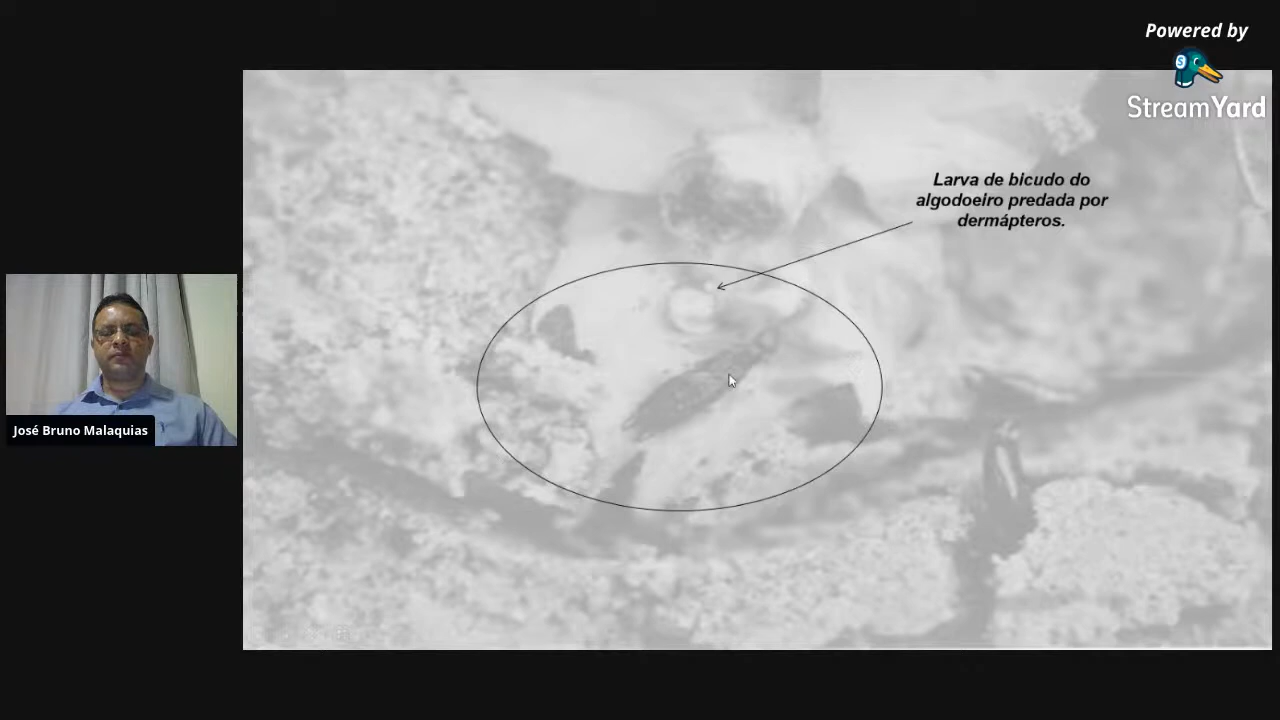 Powered by
StreamYard
Larva de bicudo do
algodoeiro predada por
dermápteros.
José Bruno Malaquias